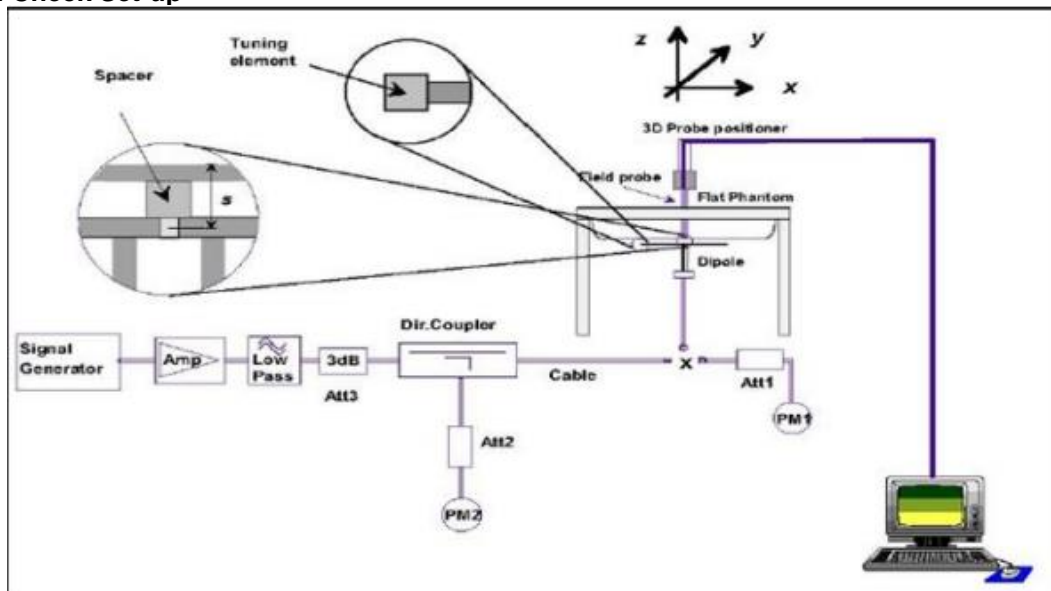 Tuning
element
Spacer
s
z
y
x
3D Probe positioner
Field probe
Flat Phantom
Dipole
Signal
Generator
Amp
Low
Pass
3dB
Att3
Dir.Coupler
Cable
x
Att1
PM1
Att2
PM2